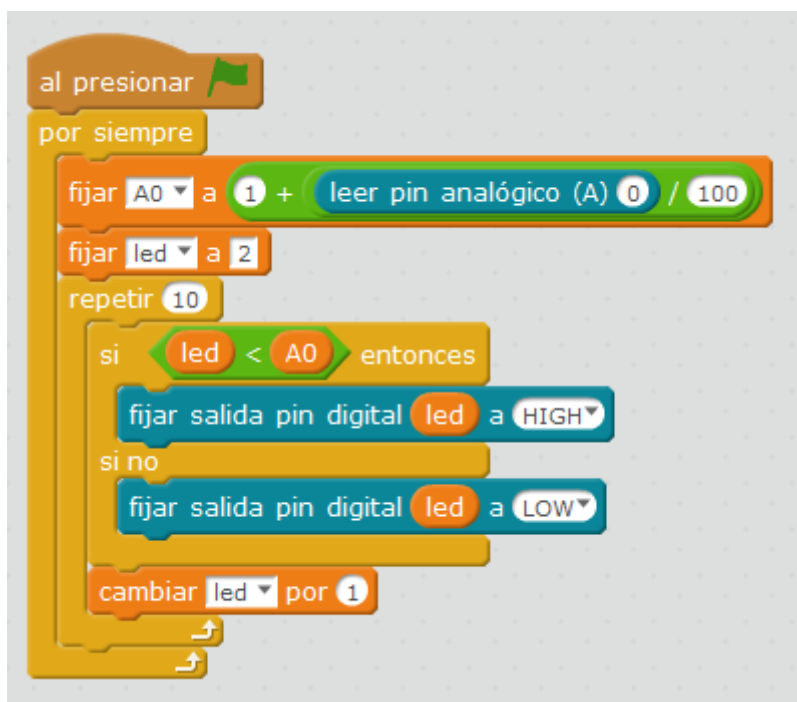 al presionar
por siempre
fijar A0 a 1 + leer pin analógico (A) 0 / 100
fijar led a 2
repetir 10
si led < A0 entonces
fijar salida pin digital led a HIGH
si no
fijar salida pin digital led a LOW
cambiar led por 1